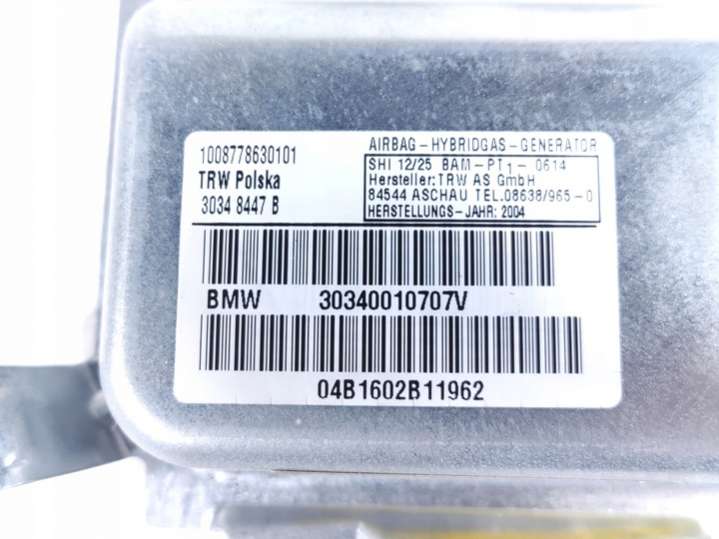 1008778630101
TRW Polska
3034 8447 B
AIRBAG-HYBRIDGAS-GENERATOR
SHI 12/25 BAM-PT1-0614
Hersteller:TRW AS GmbH
84544 ASCHAU TEL.08638/965-0
HERSTELLUNGS-JAHR: 2004
BMW 30340010707V
04B1602B11962